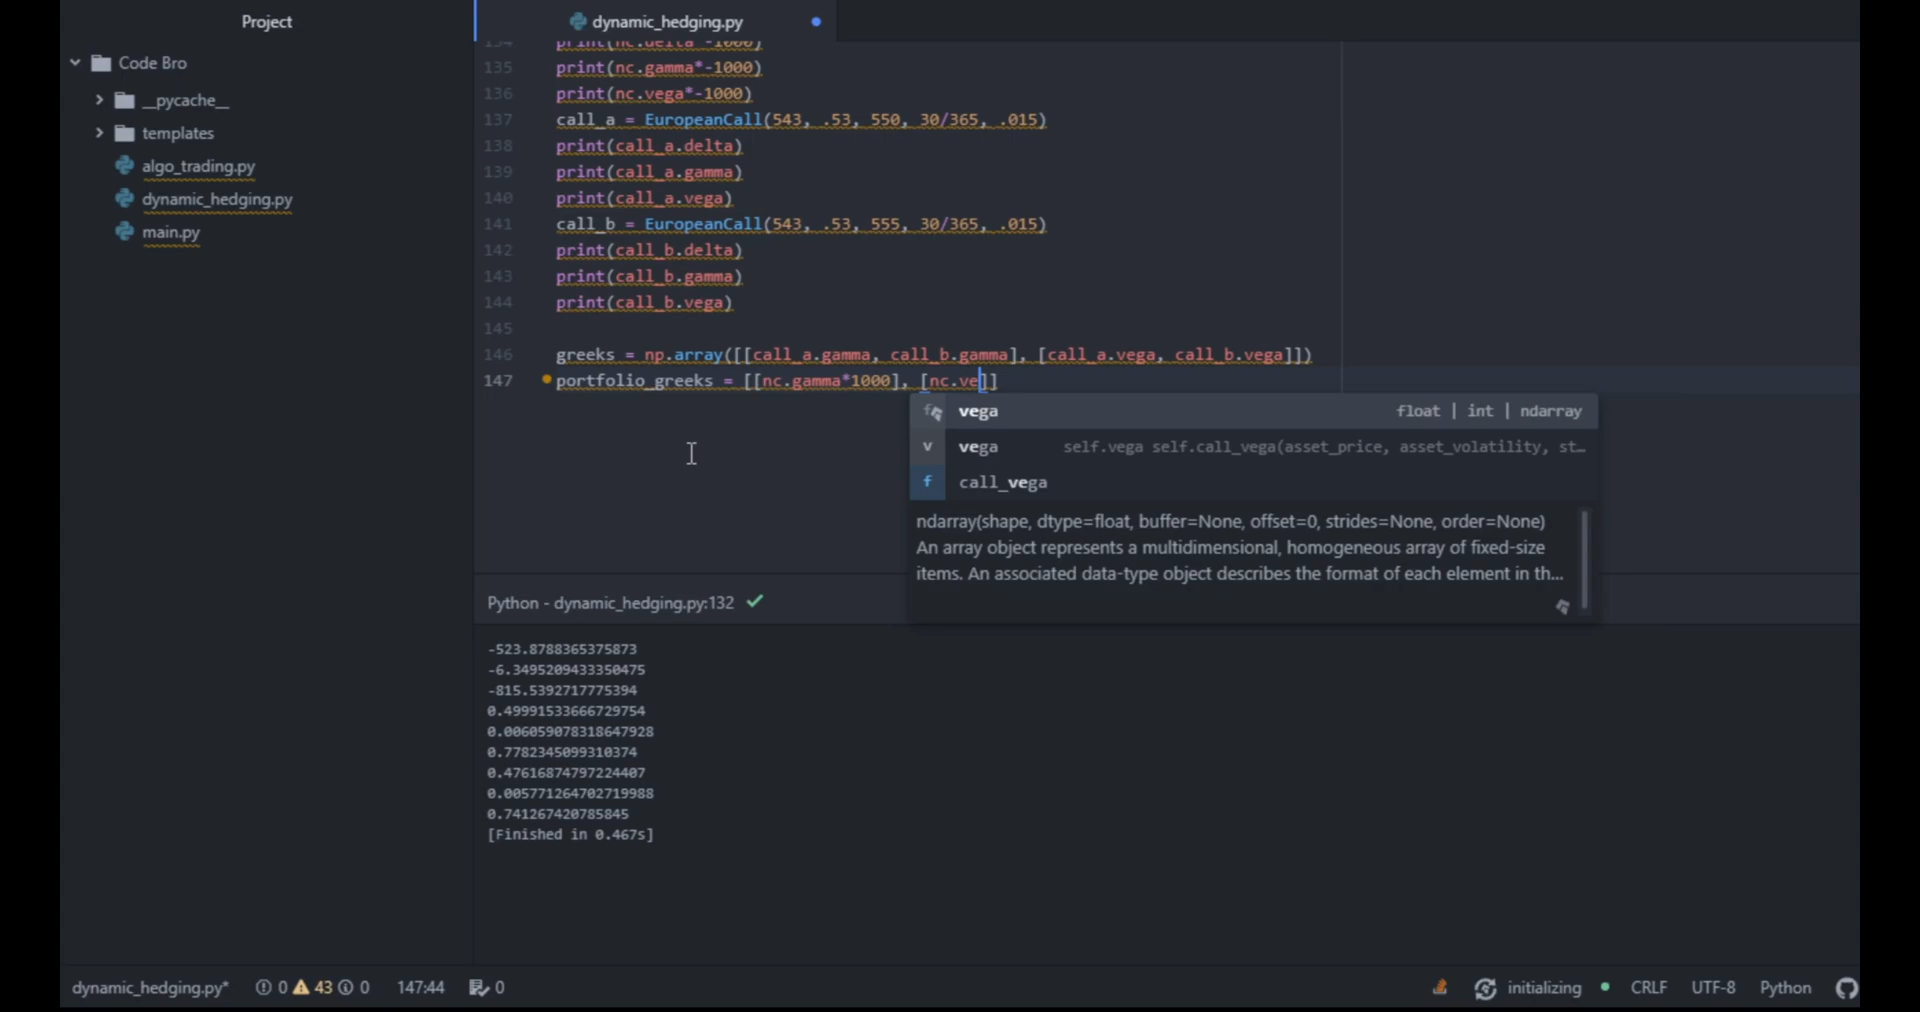 Project
dynamic_hedging.py
Code Bro
__pycache__
templates
algo_trading.py
dynamic_hedging.py
main.py
134 print(nc.delta*-1000)
135 print(nc.gamma*-1000)
136 print(nc.vega*-1000)
137 call_a = EuropeanCall(543, .53, 550, 30/365, .015)
138 print(call_a.delta)
139 print(call_a.gamma)
140 print(call_a.vega)
141 call_b = EuropeanCall(543, .53, 555, 30/365, .015)
142 print(call_b.delta)
143 print(call_b.gamma)
144 print(call_b.vega)
145
146 greeks = np.array([[call_a.gamma, call_b.gamma], [call_a.vega, call_b.vega]])
147 portfolio_greeks = [[nc.gamma*1000], [nc.ve]]
vega float | int | ndarray
v vega self.vega self.call_vega(asset_price, asset_volatility, st…
f call_vega
ndarray(shape, dtype=float, buffer=None, offset=0, strides=None, order=None)
An array object represents a multidimensional, homogeneous array of fixed-size
items. An associated data-type object describes the format of each element in th...
Python - dynamic_hedging.py:132
-523.8788365375873
-6.3495209433350475
-815.5392717775394
0.49991533666729754
0.006059078318647928
0.7782345099310374
0.47616874797224407
0.005771264702719988
0.741267420785845
[Finished in 0.467s]
dynamic_hedging.py* 0 43 0 147:44 0 initializing CRLF UTF-8 Python